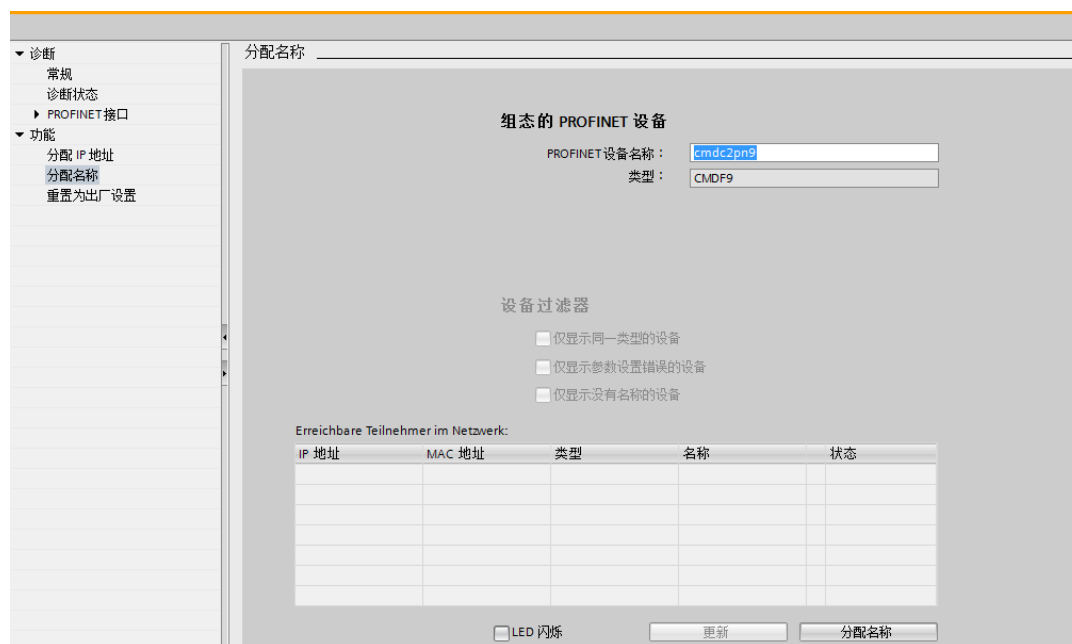 诊断
常规
诊断状态
PROFINET接口
功能
分配 IP 地址
分配名称
重置为出厂设置
分配名称
组态的 PROFINET 设备
PROFINET设备名称： cmdc2pn9
类型： CMDF9
设备过滤器
仅显示同一类型的设备
仅显示参数设置错误的设备
仅显示没有名称的设备
Erreichbare Teilnehmer im Netzwerk:
IP 地址 MAC 地址 类型 名称 状态
LED 闪烁 更新 分配名称